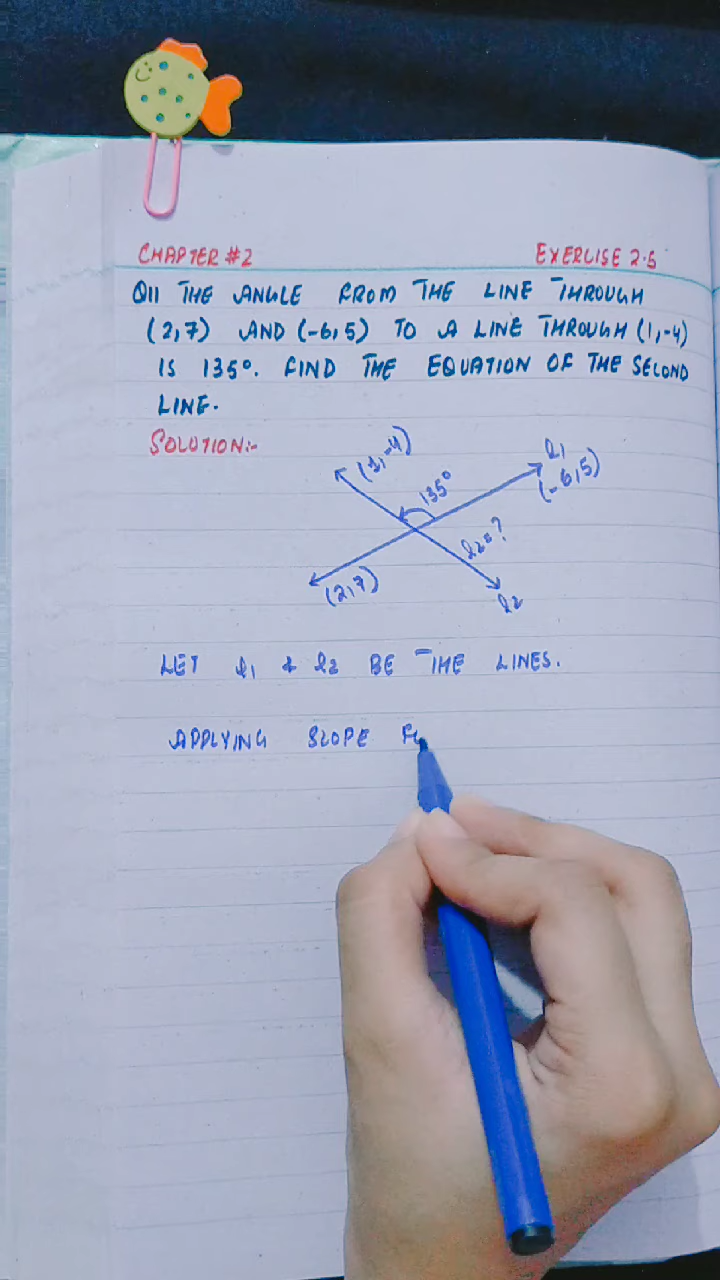 CHAPTER #2 EXERCISE 2.5
Q11 THE ANGLE FROM THE LINE THROUGH
(2,7) AND (-6,5) TO A LINE THROUGH (1,-4)
IS 135°. FIND THE EQUATION OF THE SECOND
LINE.
SOLUTION:-
(1,-4)
135°
l1
(-6,5)
l2=?
(2,7)
l2
LET l1 & l2 BE THE LINES.
APPLYING SLOPE